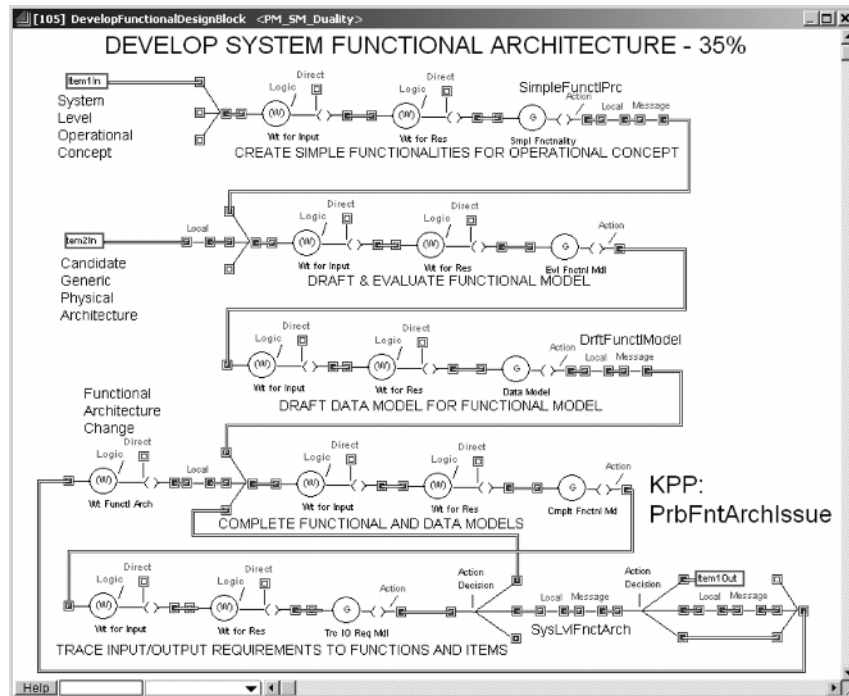 [105] DevelopFunctionalDesignBlock <PM_SM_Duality>
DEVELOP SYSTEM FUNCTIONAL ARCHITECTURE - 35%
Item1In
System
Level
Operational
Concept
Logic
Direct
Logic
Direct
SimpleFunctlPrc
Action
Local
Message
(W)
(W)
G
Wt for Input
Wt for Res
Smpl Fnctnality
CREATE SIMPLE FUNCTIONALITIES FOR OPERATIONAL CONCEPT
tem2In
Candidate
Generic
Physical
Architecture
Local
Logic
Direct
Logic
Direct
Action
(W)
(W)
G
Wt for Input
Wt for Res
Evl Fnctnl Mdl
DRAFT & EVALUATE FUNCTIONAL MODEL
Logic
Direct
Logic
Direct
DrftFunctlModel
Action
Local
Message
(W)
(W)
G
Wt for Input
Wt for Res
Data Model
DRAFT DATA MODEL FOR FUNCTIONAL MODEL
Functional
Architecture
Change
Logic
Direct
Local
Logic
Direct
Logic
Direct
Action
(W)
(W)
(W)
G
Wt Functl Arch
Wt for Input
Wt for Res
Cmplt Fnctnl Md
KPP:
PrbFntArchIssue
COMPLETE FUNCTIONAL AND DATA MODELS
Logic
Direct
Logic
Direct
Action
Action
Decision
Local
Message
Action
Decision
Item1Out
Local
Message
(W)
(W)
G
Wt for Input
Wt for Res
Trc IO Req Mdl
SysLvlFnctArch
TRACE INPUT/OUTPUT REQUIREMENTS TO FUNCTIONS AND ITEMS
Help